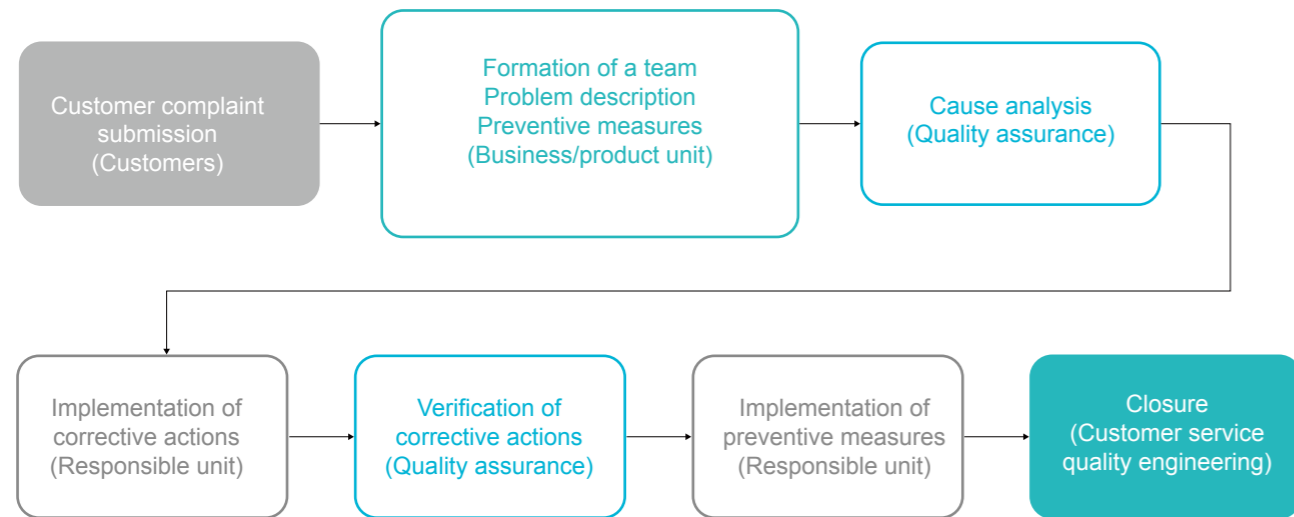 Customer complaint
submission
(Customers)
Formation of a team
Problem description
Preventive measures
(Business/product unit)
Cause analysis
(Quality assurance)
Implementation of
corrective actions
(Responsible unit)
Verification of
corrective actions
(Quality assurance)
Implementation of
preventive measures
(Responsible unit)
Closure
(Customer service
quality engineering)